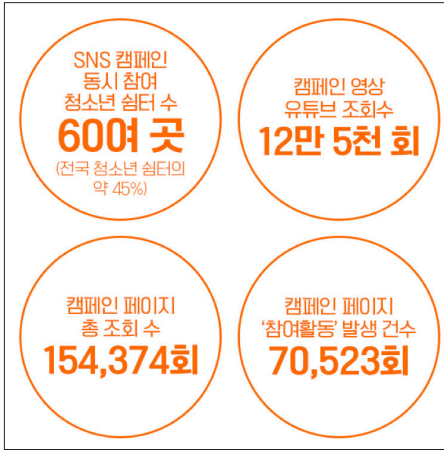 SNS 캠페인
동시 참여
청소년 쉼터 수
60여 곳
(전국 청소년 쉼터의
약 45%)
캠페인 영상
유튜브 조회수
12만 5천 회
캠페인 페이지
총 조회 수
154,374회
캠페인 페이지
‘참여활동’ 발생 건수
70,523회